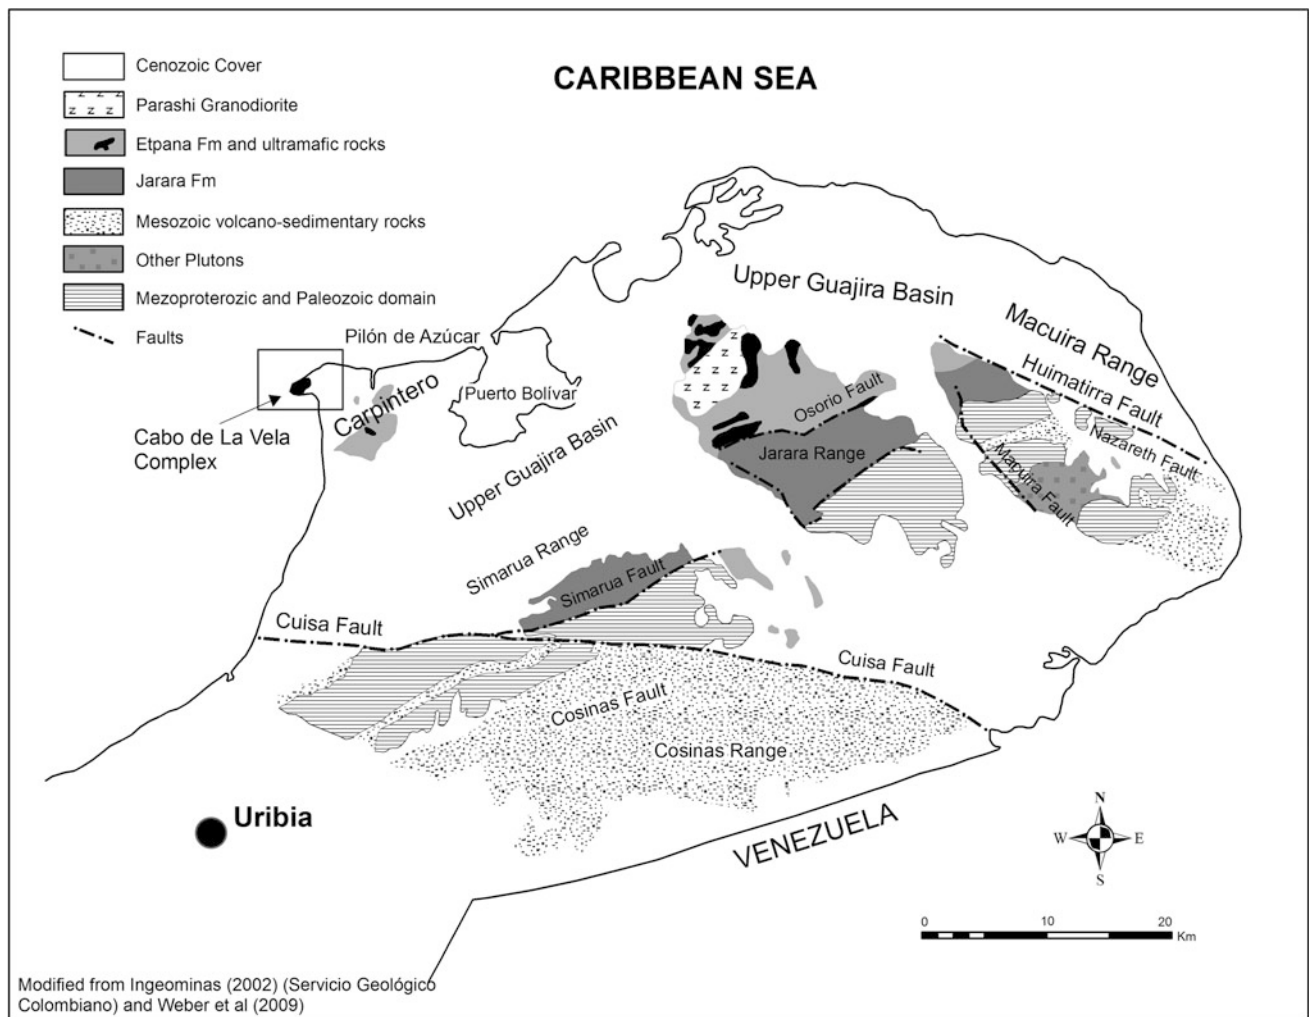 CARIBBEAN SEA
Cenozoic Cover
Parashi Granodiorite
Etpana Fm and ultramafic rocks
Jarara Fm
Mesozoic volcano-sedimentary rocks
Other Plutons
Mezoproterozic and Paleozoic domain
Faults
Upper Guajira Basin
Macuira Range
Huimatirra Fault
Nazareth Fault
Macuira Fault
Pilón de Azúcar
Carpintero
Puerto Bolívar
Cabo de La Vela
Complex
Osorio Fault
Jarara Range
Upper Guajira Basin
Simarua Range
Simarua Fault
Cuisa Fault
Cuisa Fault
Cosinas Fault
Cosinas Range
Uribia
VENEZUELA
N
W
E
S
0
10
20
Km
Modified from Ingeominas (2002) (Servicio Geológico
Colombiano) and Weber et al (2009)